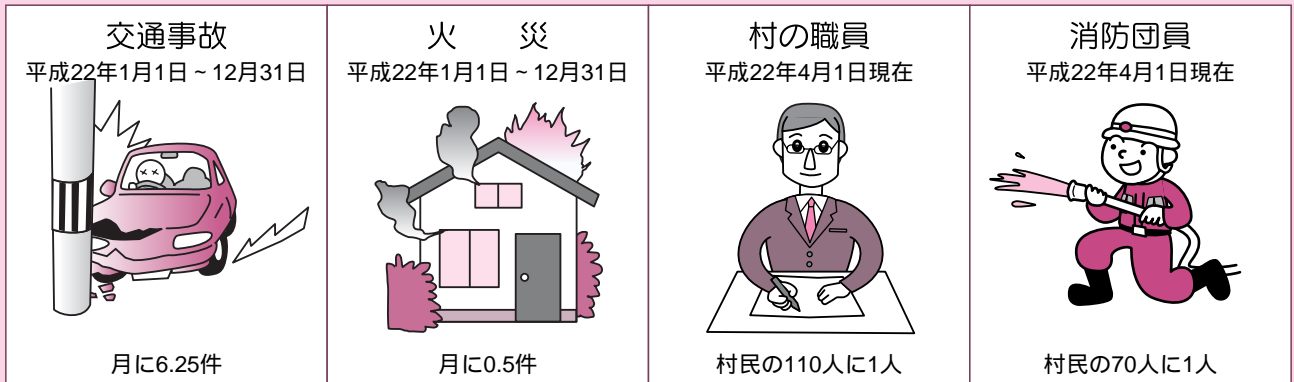 交通事故
平成22年1月1日~12月31日
月に6.25件
火　災
平成22年1月1日~12月31日
月に0.5件
村の職員
平成22年4月1日現在
村民の110人に1人
消防団員
平成22年4月1日現在
村民の70人に1人